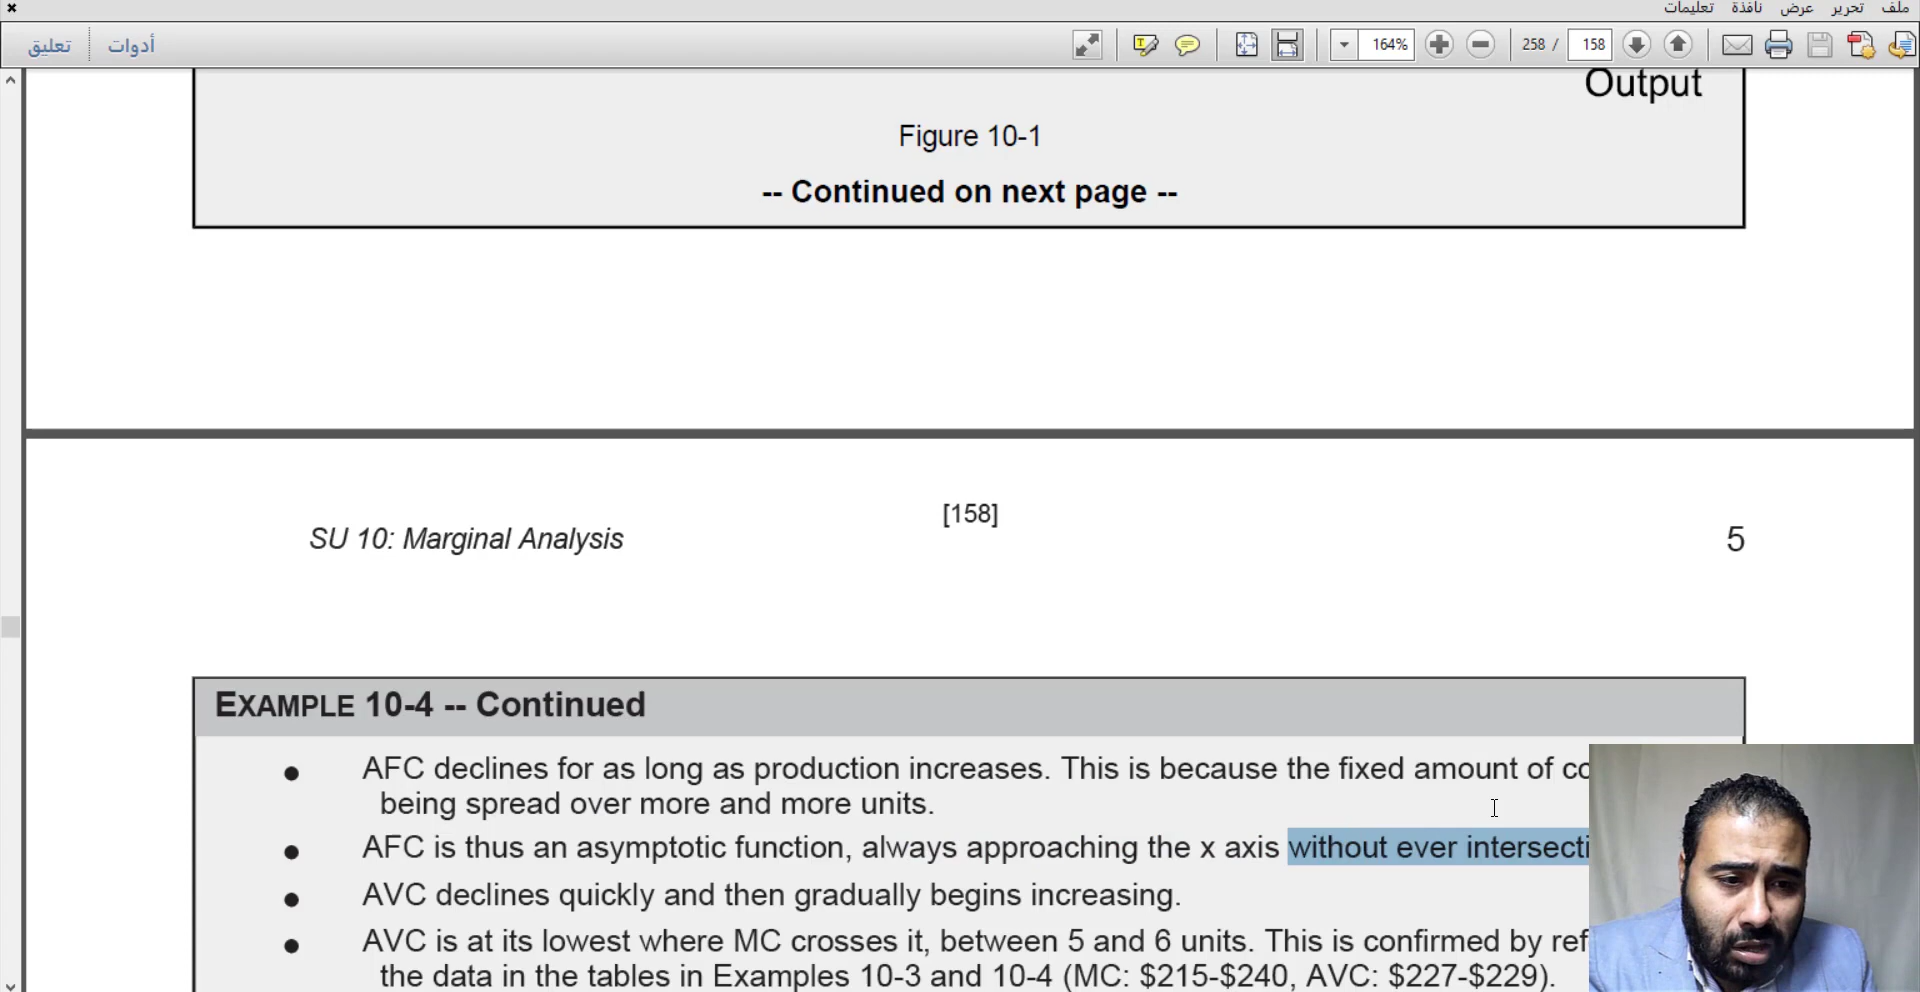 ملف تحرير عرض نافذة تعليمات
تعليق أدوات 164% 258 / 158
Output
Figure 10-1
-- Continued on next page --
[158]
SU 10: Marginal Analysis 5
EXAMPLE 10-4 -- Continued
● AFC declines for as long as production increases. This is because the fixed amount of
being spread over more and more units.
● AFC is thus an asymptotic function, always approaching the x axis without ever
● AVC declines quickly and then gradually begins increasing.
● AVC is at its lowest where MC crosses it, between 5 and 6 units. This is confirmed by
the data in the tables in Examples 10-3 and 10-4 (MC: $215-$240, AVC: $227-$229).